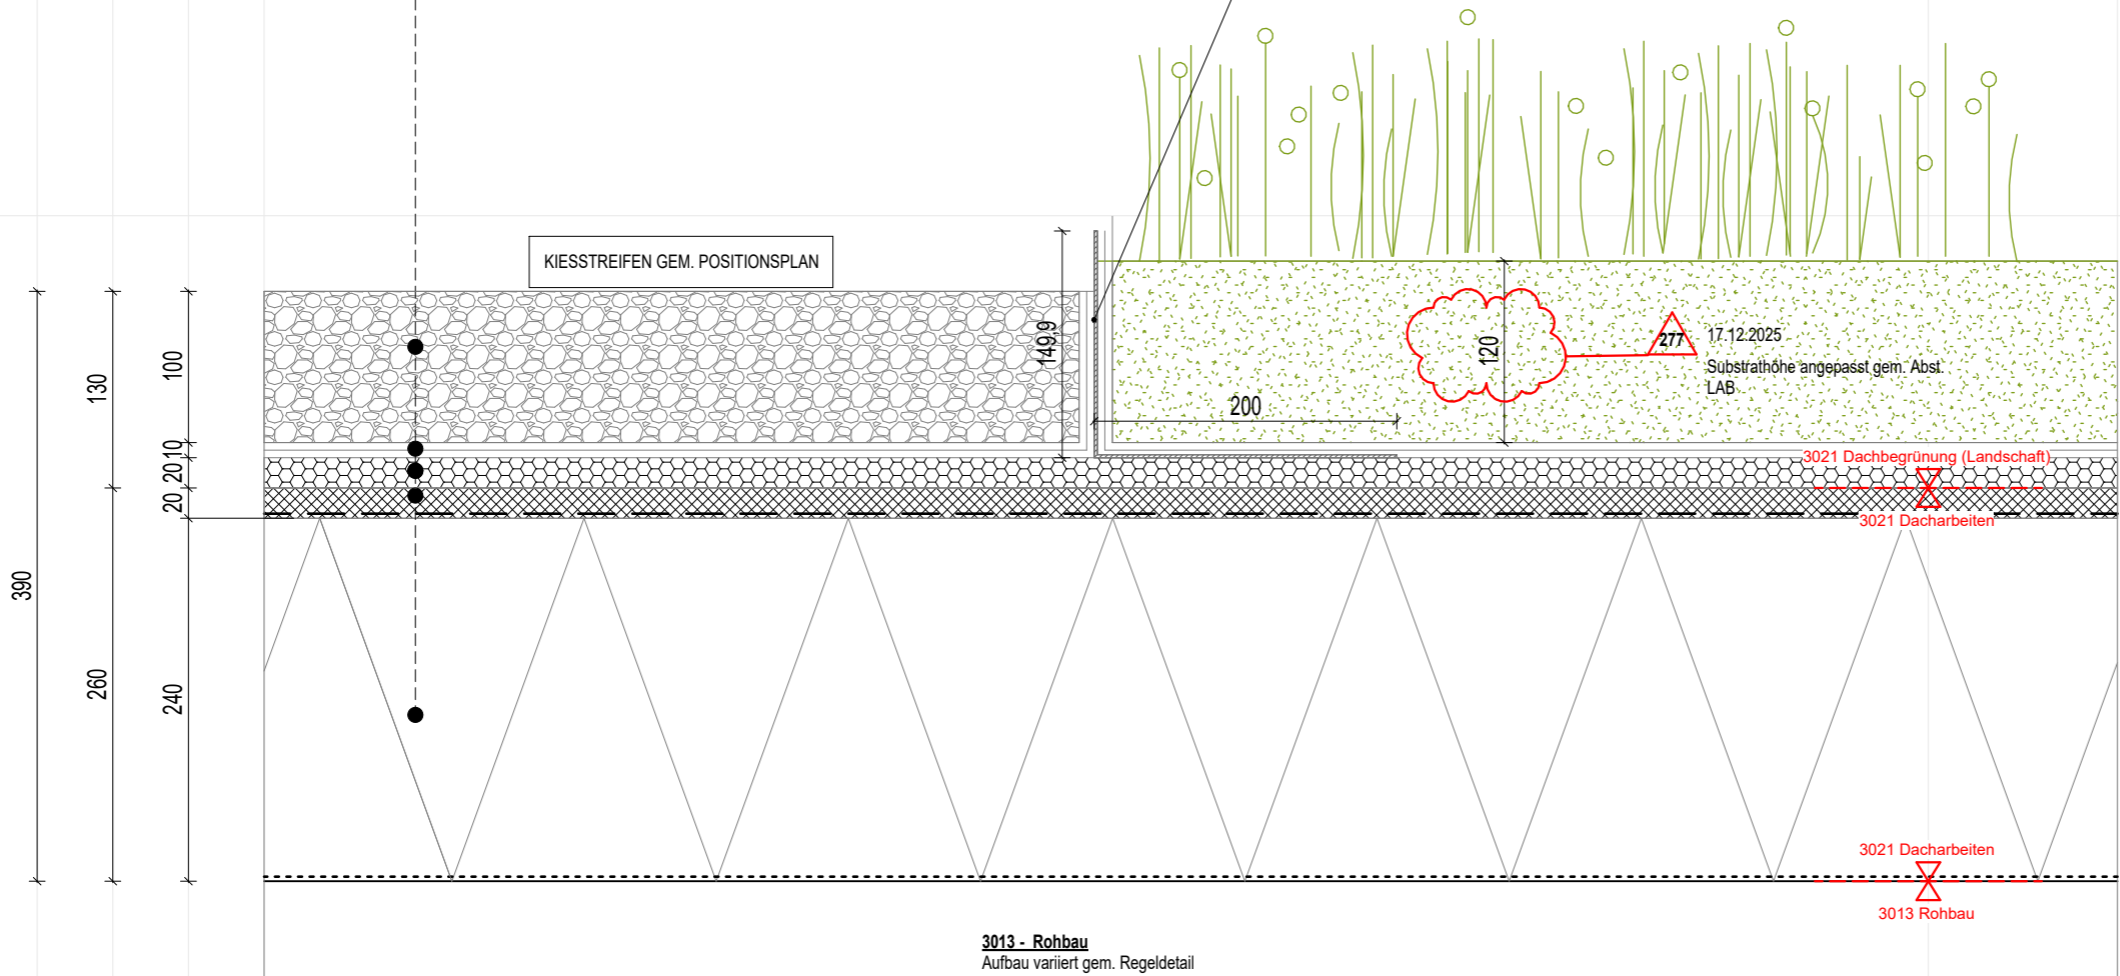 KIESSTREIFEN GEM. POSITIONSPLAN
149,9
120
277
17.12.2025
Substrathöhe angepasst gem. Abst.
LAB
200
100
130
10
20
20
390
260
240
3021 Dachbegrünung (Landschaft)
3021 Dacharbeiten
3021 Dacharbeiten
3013 Rohbau
3013 - Rohbau
Aufbau variiert gem. Regeldetail